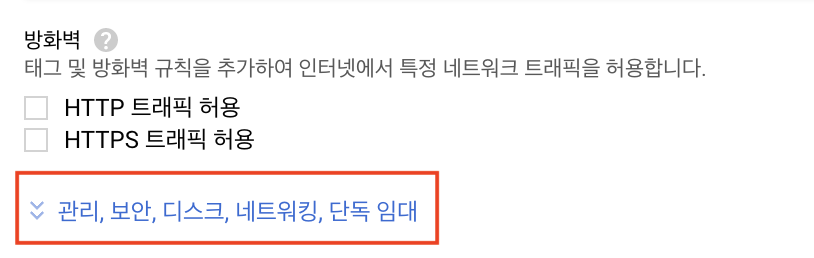 방화벽 ?
태그 및 방화벽 규칙을 추가하여 인터넷에서 특정 네트워크 트래픽을 허용합니다.
HTTP 트래픽 허용
HTTPS 트래픽 허용
관리, 보안, 디스크, 네트워킹, 단독 임대